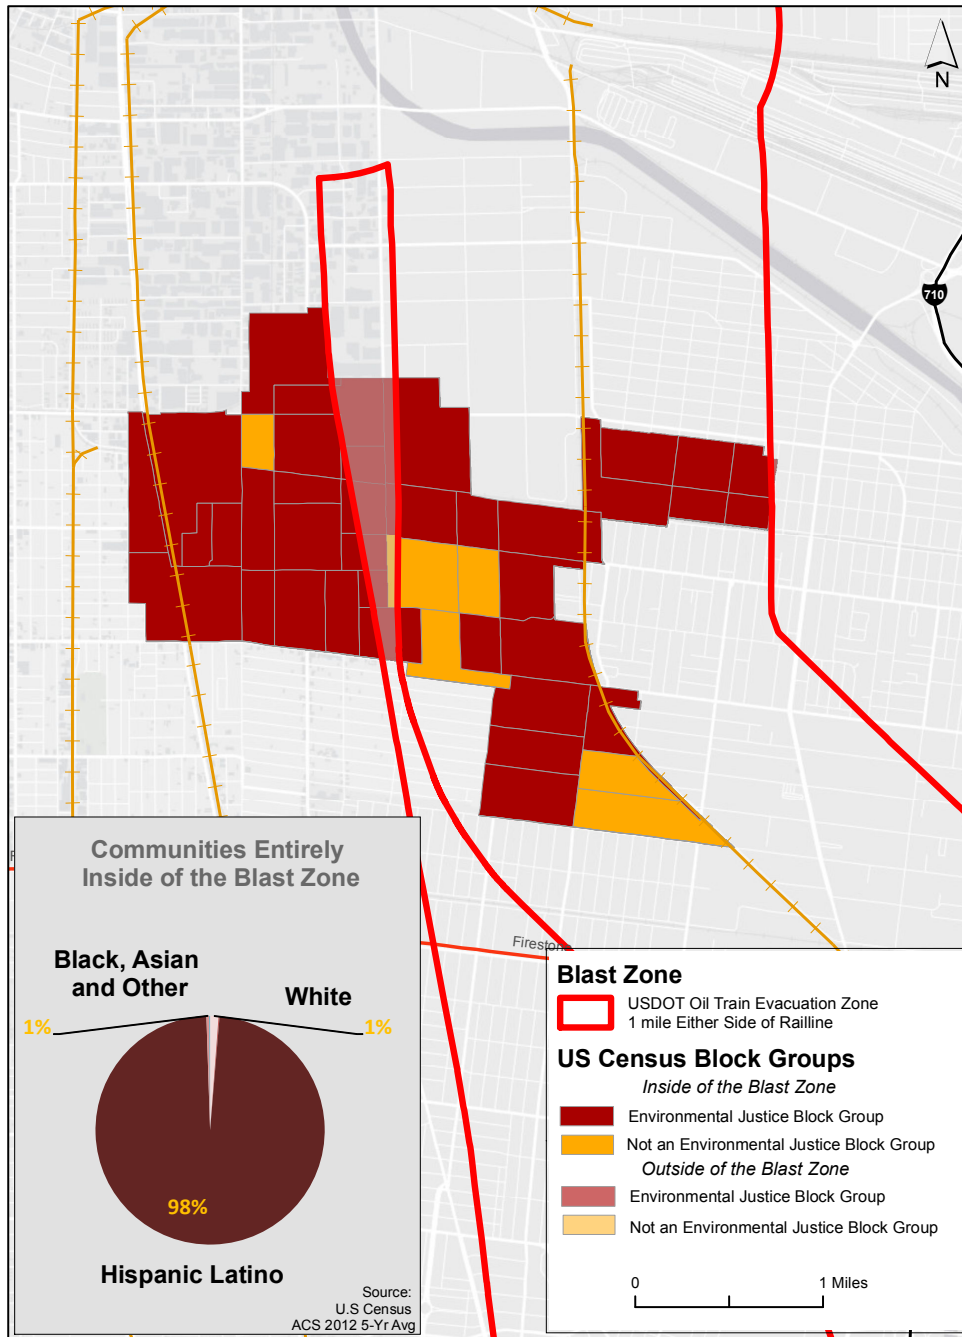 N
710
Communities Entirely
Inside of the Blast Zone
Black, Asian
and Other
White
1%
1%
98%
Hispanic Latino
Source:
U.S Census
ACS 2012 5-Yr Avg
Firestone
Blast Zone
USDOT Oil Train Evacuation Zone
1 mile Either Side of Railline
US Census Block Groups
Inside of the Blast Zone
Environmental Justice Block Group
Not an Environmental Justice Block Group
Outside of the Blast Zone
Environmental Justice Block Group
Not an Environmental Justice Block Group
0
1 Miles